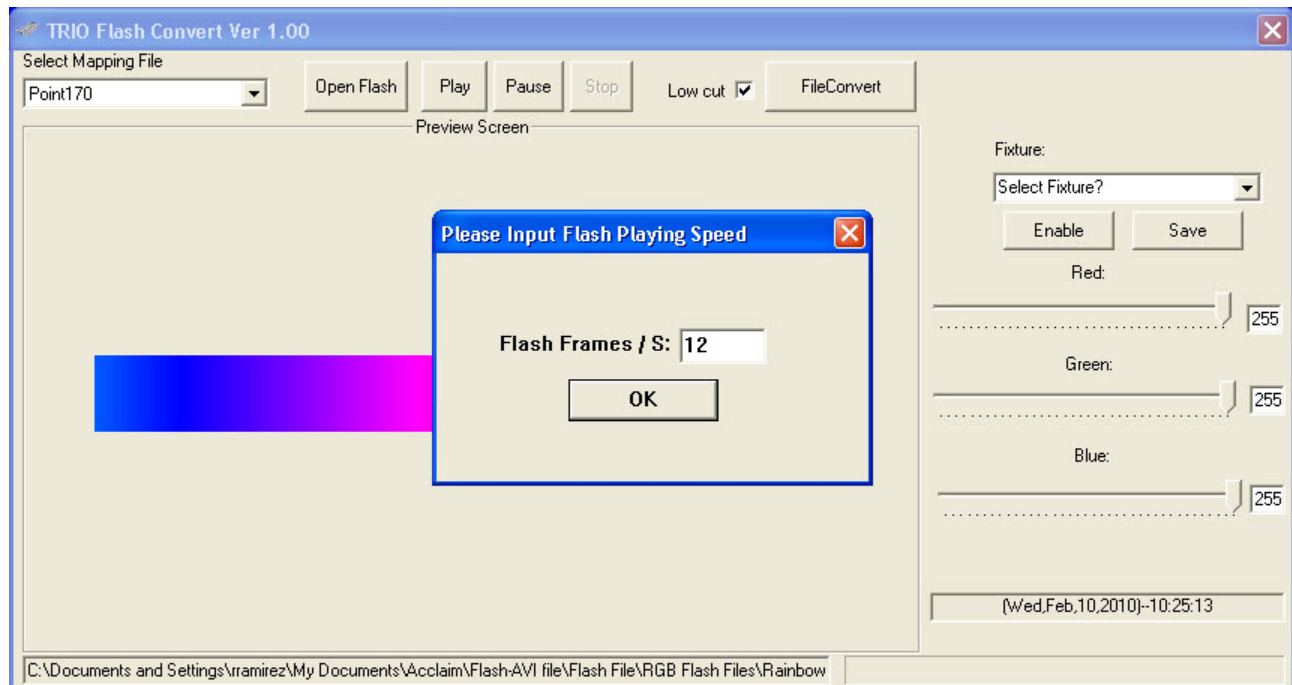 TRIO Flash Convert Ver 1.00
Select Mapping File
Point170
Open Flash
Play
Pause
Stop
Low cut
FileConvert
Preview Screen
Please Input Flash Playing Speed
Flash Frames / S: 12
OK
Fixture:
Select Fixture?
Enable
Save
Red:
255
Green:
255
Blue:
255
(Wed,Feb,10,2010)--10:25:13
C:\Documents and Settings\rramirez\My Documents\Acclaim\Flash-AVI file\Flash File\RGB Flash Files\Rainbow